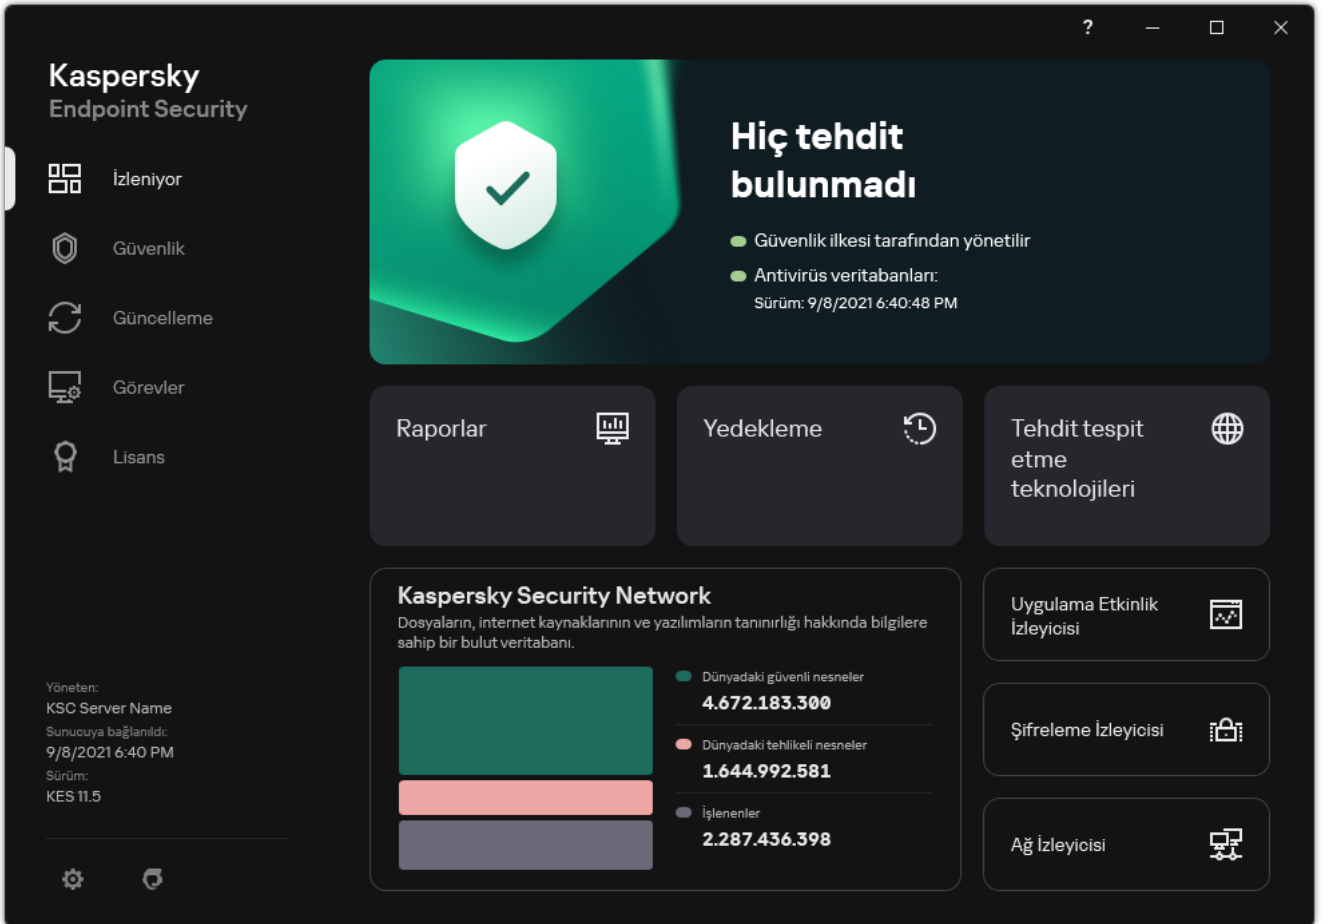 ?
Kaspersky
Endpoint Security
İzleniyor
Güvenlik
Güncelleme
Görevler
Lisans
Yöneten:
KSC Server Name
Sunucuya bağlanıldı:
9/8/2021 6:40 PM
Sürüm:
KES 11.5
Hiç tehdit
bulunmadı
Güvenlik ilkesi tarafından yönetilir
Antivirüs veritabanları:
Sürüm: 9/8/2021 6:40:48 PM
Raporlar
Yedekleme
Tehdit tespit
etme
teknolojileri
Kaspersky Security Network
Dosyaların, internet kaynaklarının ve yazılımların tanınırlığı hakkında bilgilere
sahip bir bulut veritabanı.
Dünyadaki güvenli nesneler
4.672.183.300
Dünyadaki tehlikeli nesneler
1.644.992.581
İşlenenler
2.287.436.398
Uygulama Etkinlik
İzleyicisi
Şifreleme İzleyicisi
Ağ İzleyicisi